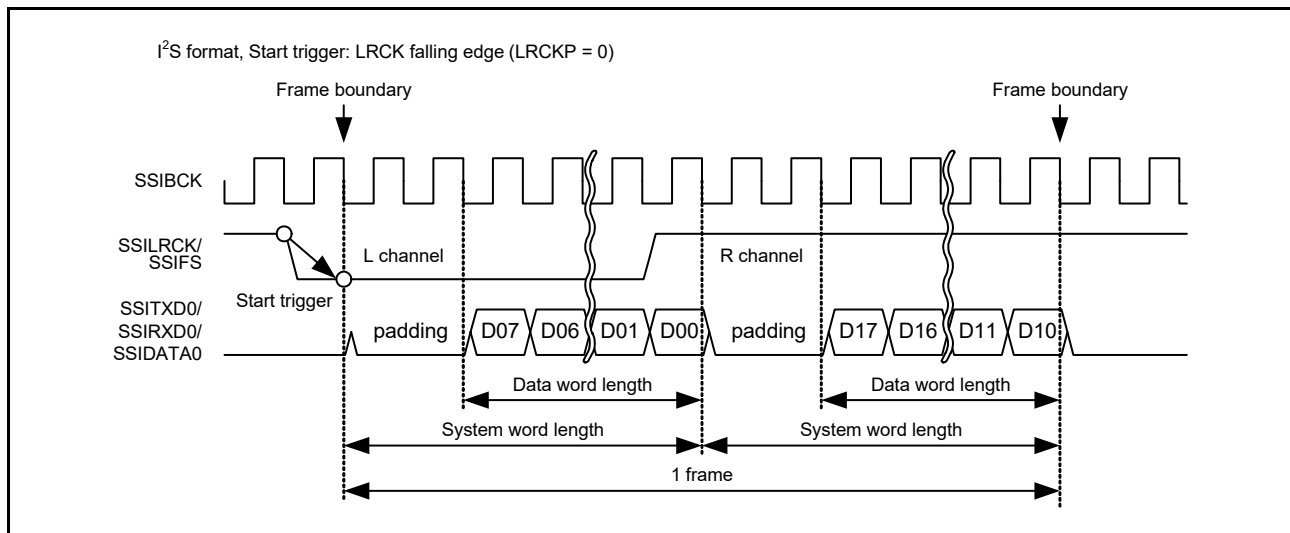 I²S format, Start trigger: LRCK falling edge (LRCKP = 0)
Frame boundary Frame boundary
SSIBCK
SSILRCK/
SSIFS
L channel R channel
Start trigger
SSITXD0/
SSIRXD0/
SSIDATA0
padding D07 D06 D01 D00 padding D17 D16 D11 D10
Data word length Data word length
System word length System word length
1 frame